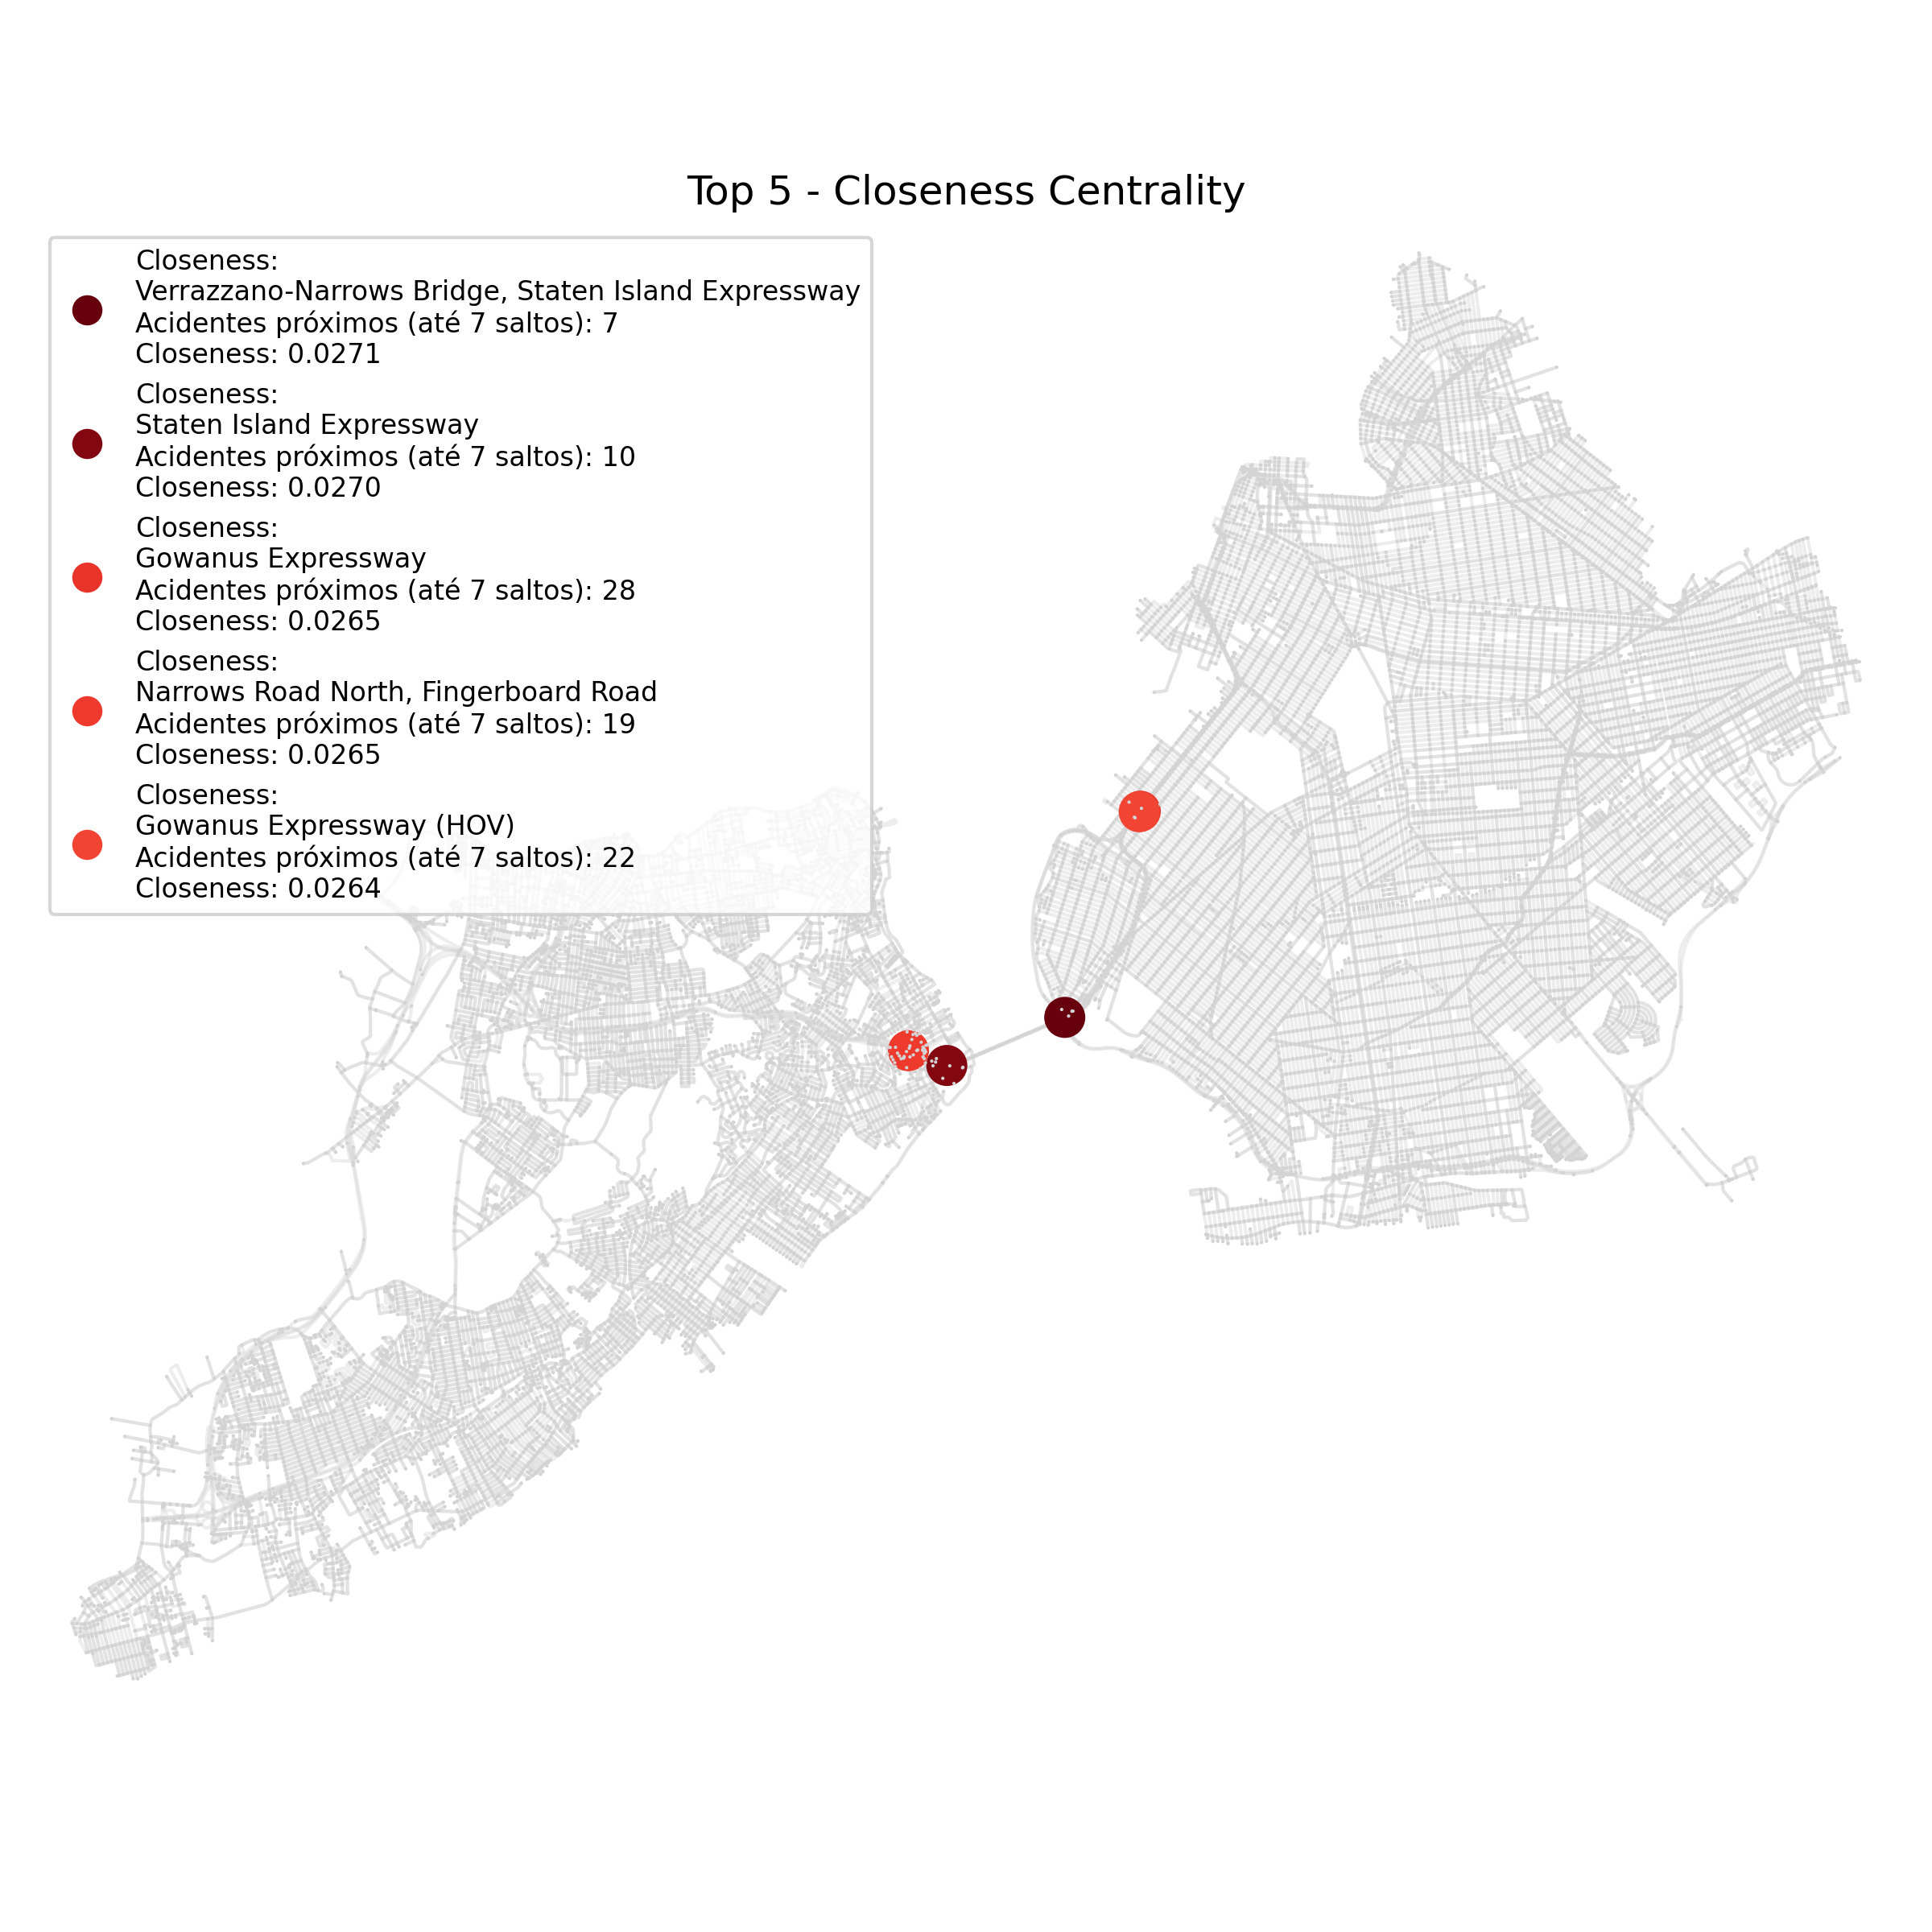 Top 5 - Closeness Centrality
Closeness:
Verrazzano-Narrows Bridge, Staten Island Expressway
Acidentes próximos (até 7 saltos): 7
Closeness: 0.0271
Closeness:
Staten Island Expressway
Acidentes próximos (até 7 saltos): 10
Closeness: 0.0270
Closeness:
Gowanus Expressway
Acidentes próximos (até 7 saltos): 28
Closeness: 0.0265
Closeness:
Narrows Road North, Fingerboard Road
Acidentes próximos (até 7 saltos): 19
Closeness: 0.0265
Closeness:
Gowanus Expressway (HOV)
Acidentes próximos (até 7 saltos): 22
Closeness: 0.0264